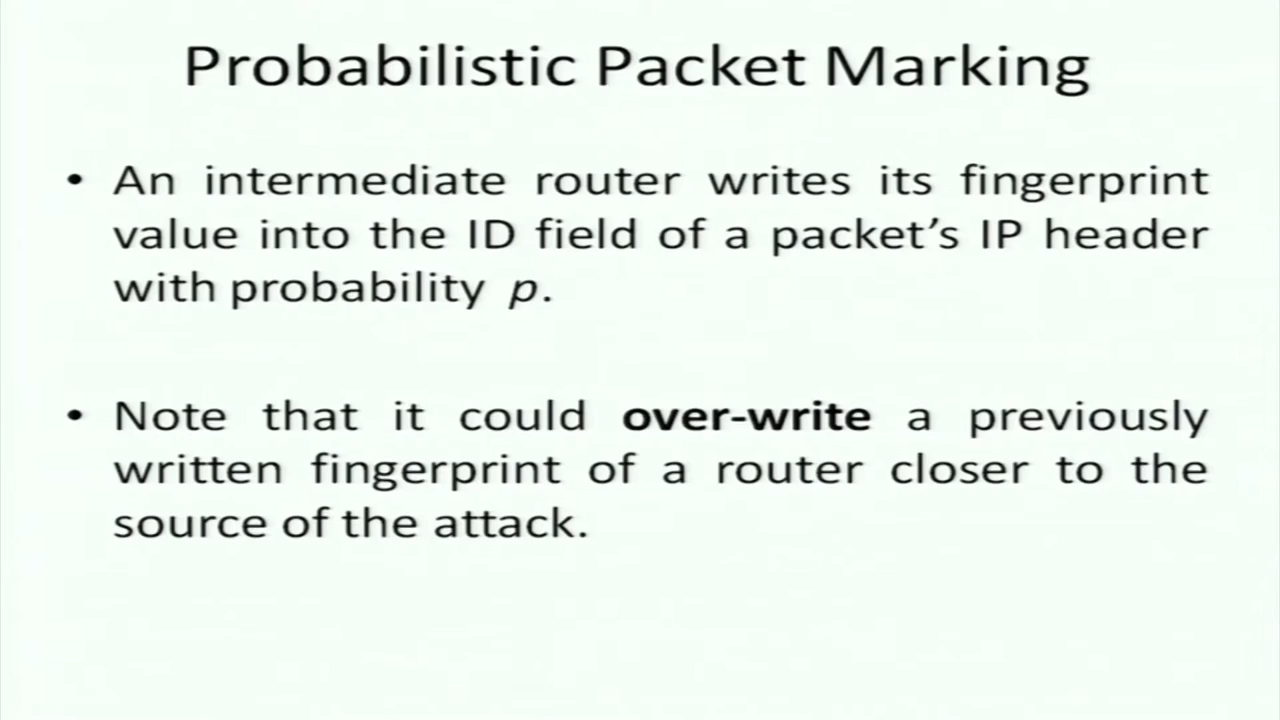 Probabilistic Packet Marking
• An intermediate router writes its fingerprint
value into the ID field of a packet’s IP header
with probability p.
• Note that it could over-write a previously
written fingerprint of a router closer to the
source of the attack.